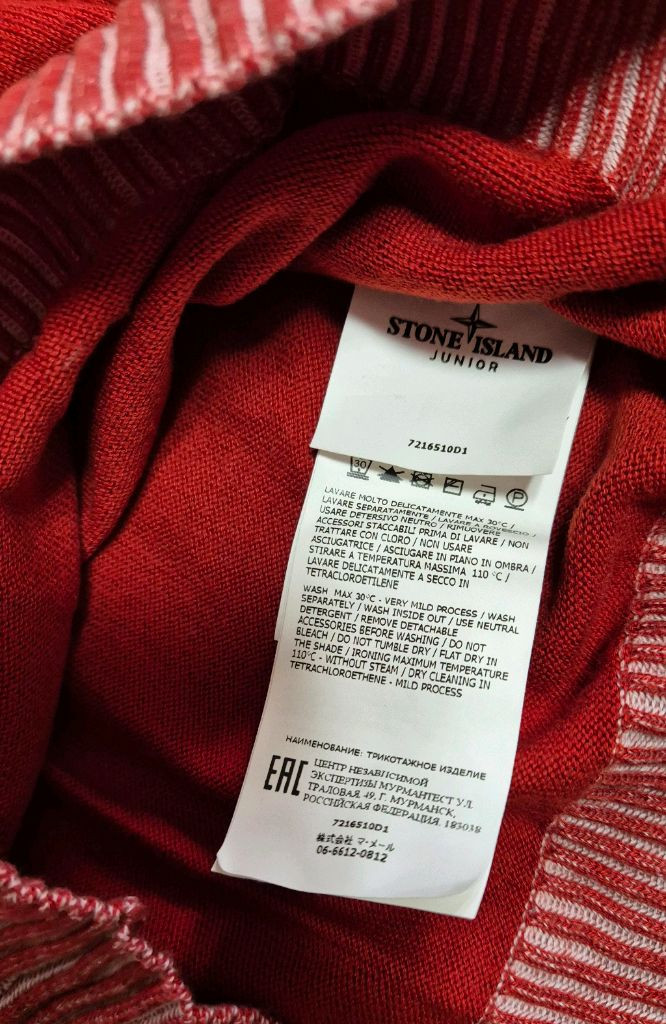 STONE ISLAND
JUNIOR
7216510D1
30
P
LAVARE MOLTO DELICATAMENTE MAX 30°C /
LAVARE SEPARATAMENTE / LAVARE A ROVESCIO /
USARE DETERSIVO NEUTRO / RIMUOVERE
ACCESSORI STACCABILI PRIMA DI LAVARE / NON
TRATTARE CON CLORO / NON USARE
ASCIUGATRICE / ASCIUGARE IN PIANO IN OMBRA /
STIRARE A TEMPERATURA MASSIMA 110 °C /
LAVARE DELICATAMENTE A SECCO IN
TETRACLOROETILENE
WASH MAX 30°C - VERY MILD PROCESS / WASH
SEPARATELY / WASH INSIDE OUT / USE NEUTRAL
DETERGENT / REMOVE DETACHABLE
ACCESSORIES BEFORE WASHING / DO NOT
BLEACH / DO NOT TUMBLE DRY / FLAT DRY IN
THE SHADE / IRONING MAXIMUM TEMPERATURE
110°C - WITHOUT STEAM / DRY CLEANING IN
TETRACHLOROETHENE - MILD PROCESS
НАИМЕНОВАНИЕ: ТРИКОТАЖНОЕ ИЗДЕЛИЕ
EAC
ЦЕНТР НЕЗАВИСИМОЙ
ЭКСПЕРТИЗЫ МУРМАНТЕСТ УЛ.
ТРАЛОВАЯ, 49, Г. МУРМАНСК,
РОССИЙСКАЯ ФЕДЕРАЦИЯ, 183038
7216510D1
株式会社 マ・メール
06-6612-0812